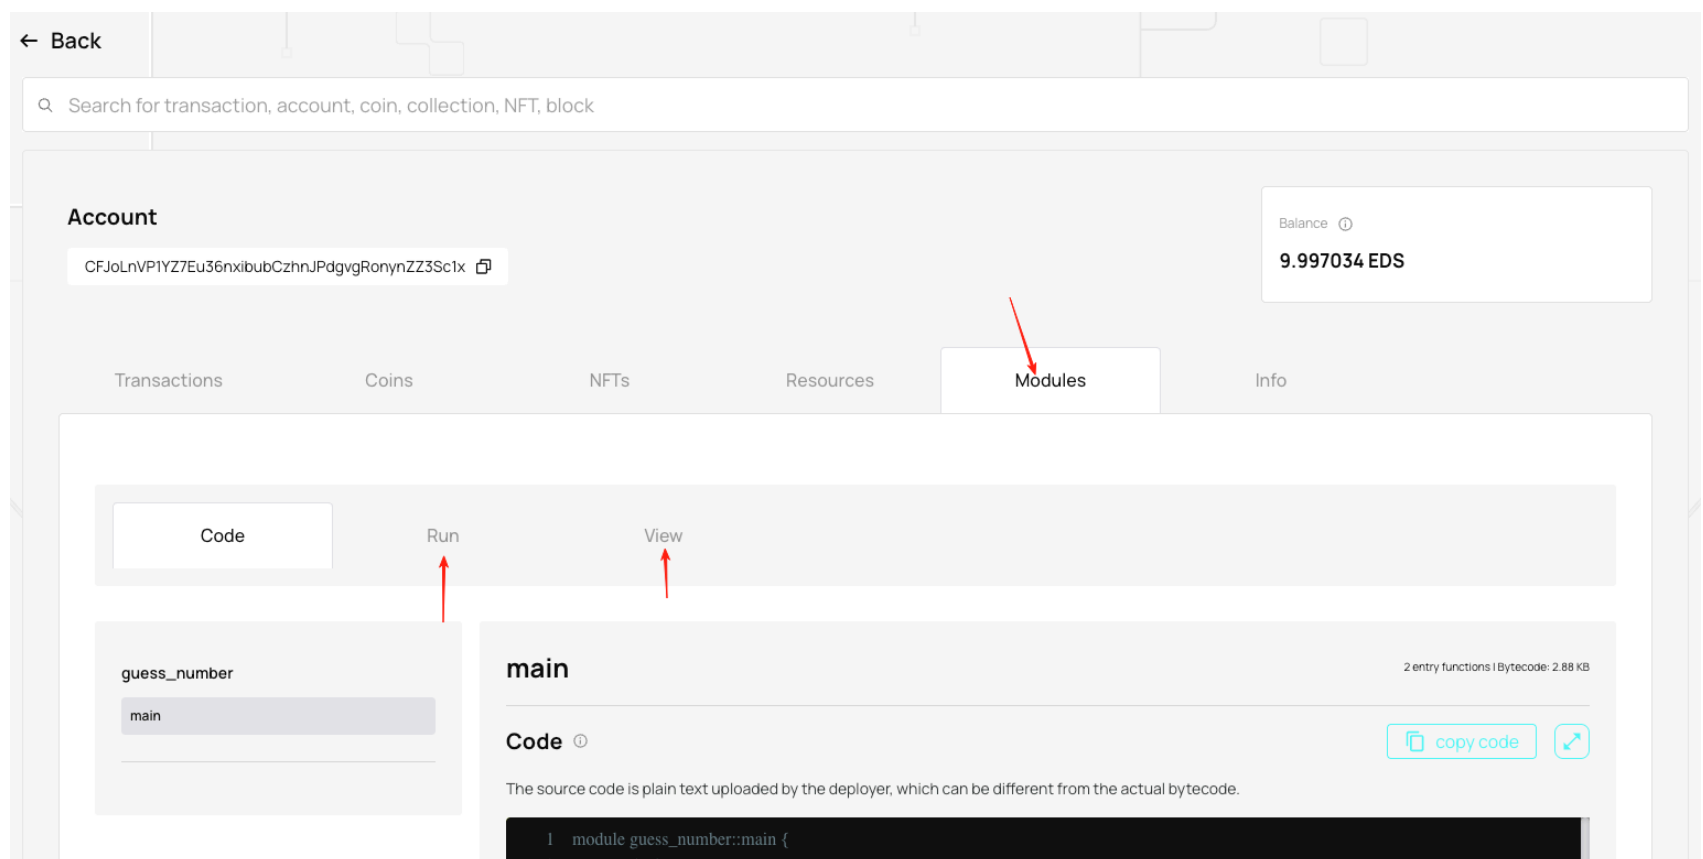 ← Back
Search for transaction, account, coin, collection, NFT, block
Account
Balance
CFJoLnVP1YZ7Eu36nxibubCzhnJPdgvgRonynZZ3Sc1x
9.997034 EDS
Transactions Coins NFTs Resources Modules Info
Code Run View
guess_number
main
main
2 entry functions | Bytecode: 2.88 KB
Code
copy code
The source code is plain text uploaded by the deployer, which can be different from the actual bytecode.
1 module guess_number::main {